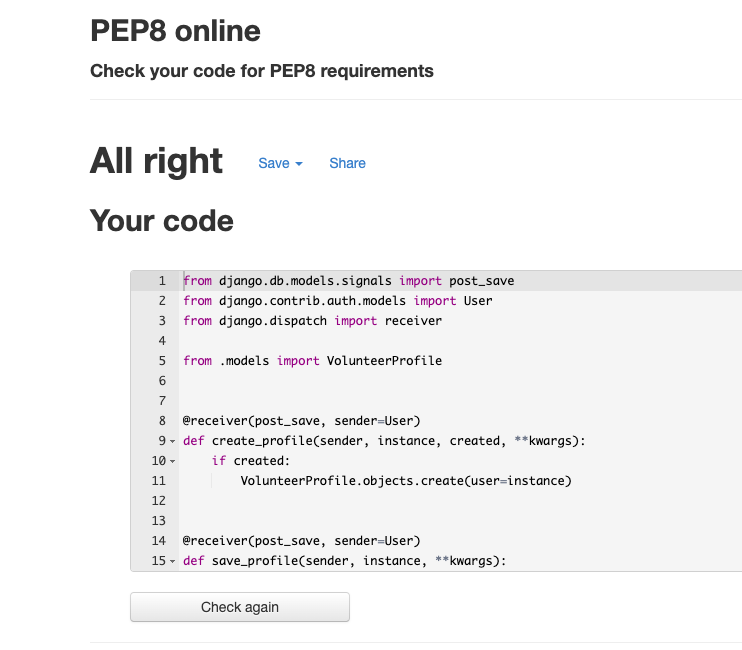 PEP8 online
Check your code for PEP8 requirements
All right Save Share
Your code
1 from django.db.models.signals import post_save
2 from django.contrib.auth.models import User
3 from django.dispatch import receiver
4
5 from .models import VolunteerProfile
6
7
8 @receiver(post_save, sender=User)
9 def create_profile(sender, instance, created, **kwargs):
10     if created:
11         VolunteerProfile.objects.create(user=instance)
12
13
14 @receiver(post_save, sender=User)
15 def save_profile(sender, instance, **kwargs):
Check again